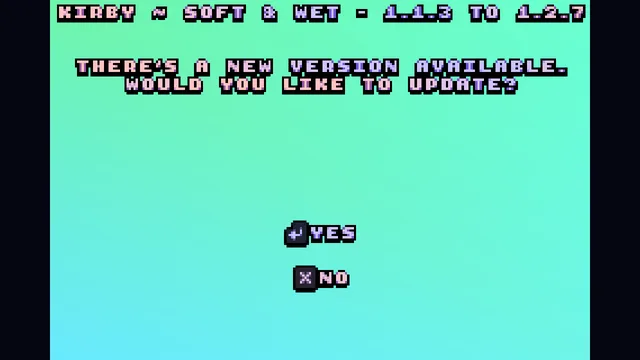 KIRBY ~ SOFT & WET - 1.1.3 TO 1.2.7
THERE'S A NEW VERSION AVAILABLE.
WOULD YOU LIKE TO UPDATE?
YES
X NO